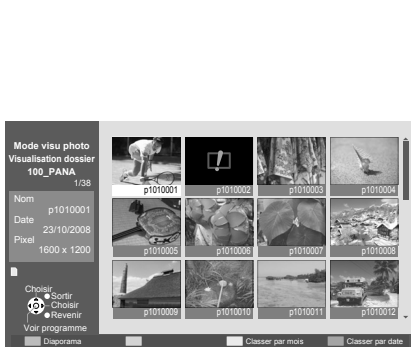 Mode visu photo
Visualisation dossier
100_PANA
1/38
Nom
p1010001
Date
23/10/2008
Pixel
1600 x 1200
Choisir
Sortir
Choisir
Revenir
Voir programme
p1010001 p1010002 p1010003 p1010004
p1010005 p1010006 p1010007 p1010008
p1010009 p1010010 p1010011 p1010012
Diaporama Classer par mois Classer par date